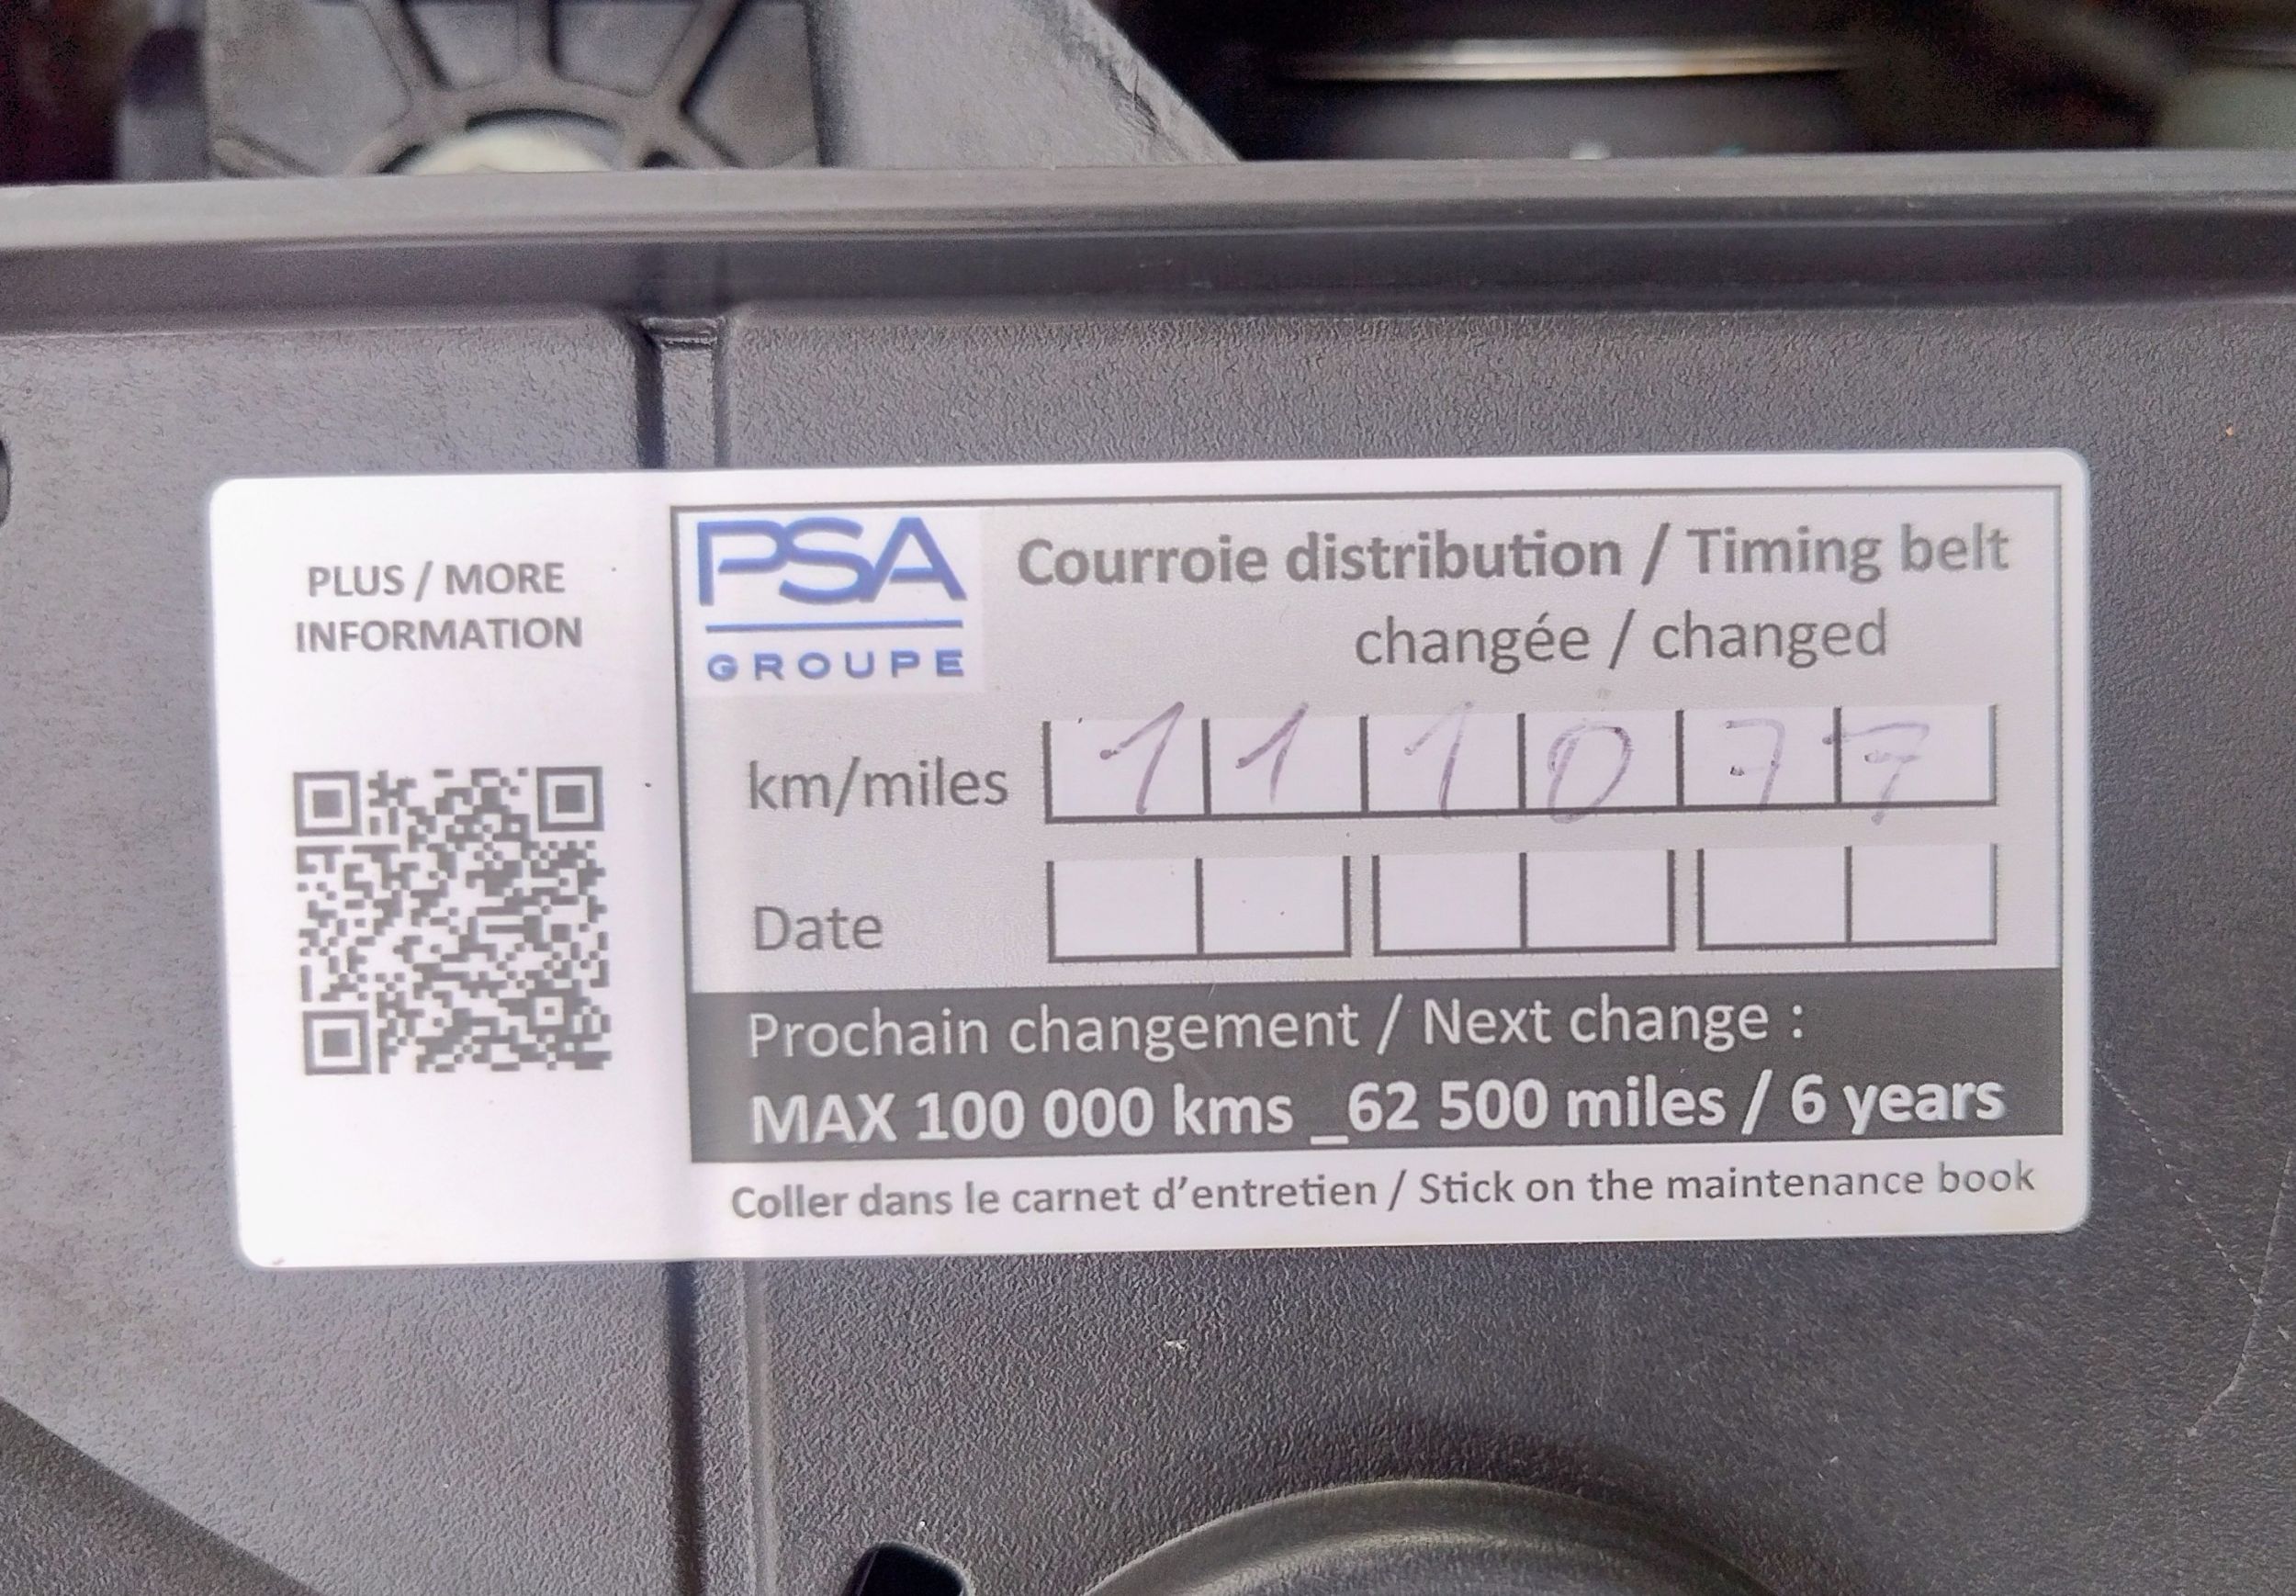 PLUS / MORE
INFORMATION
PSA
GROUPE
Courroie distribution / Timing belt
changée / changed
km/miles 111077
Date
Prochain changement / Next change :
MAX 100 000 kms _62 500 miles / 6 years
Coller dans le carnet d'entretien / Stick on the maintenance book